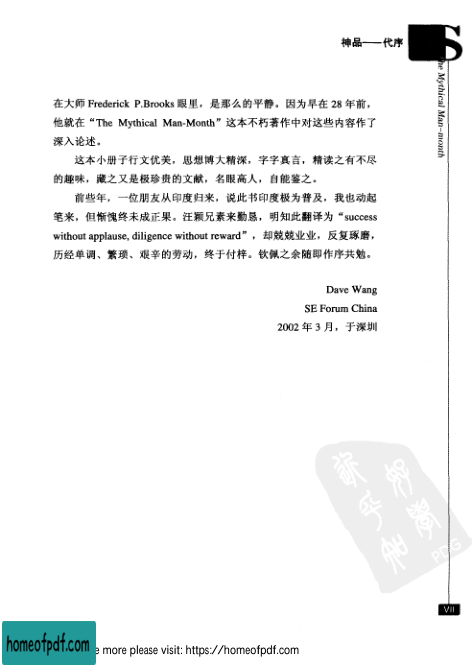 神品——代序
S
The Mythical Man-month
在大师 Frederick P.Brooks 眼里，是那么的平静。因为早在 28 年前，
他就在“The Mythical Man-Month”这本不朽著作中对这些内容作了
深入论述。
这本小册子行文优美，思想博大精深，字字真言，精读之有不尽
的趣味，藏之又是极珍贵的文献，名眼高人，自能鉴之。
前些年，一位朋友从印度归来，说此书印度极为普及，我也动起
笔来，但惭愧终未成正果。汪颖兄素来勤恳，明知此翻译为“success
without applause, diligence without reward”，却兢兢业业，反复琢磨，
历经单调、繁琐、艰辛的劳动，终于付梓。钦佩之余随即作序共勉。
Dave Wang
SE Forum China
2002 年 3 月，于深圳
PDG
VII
homeofpdf.com
e more please visit: https://homeofpdf.com